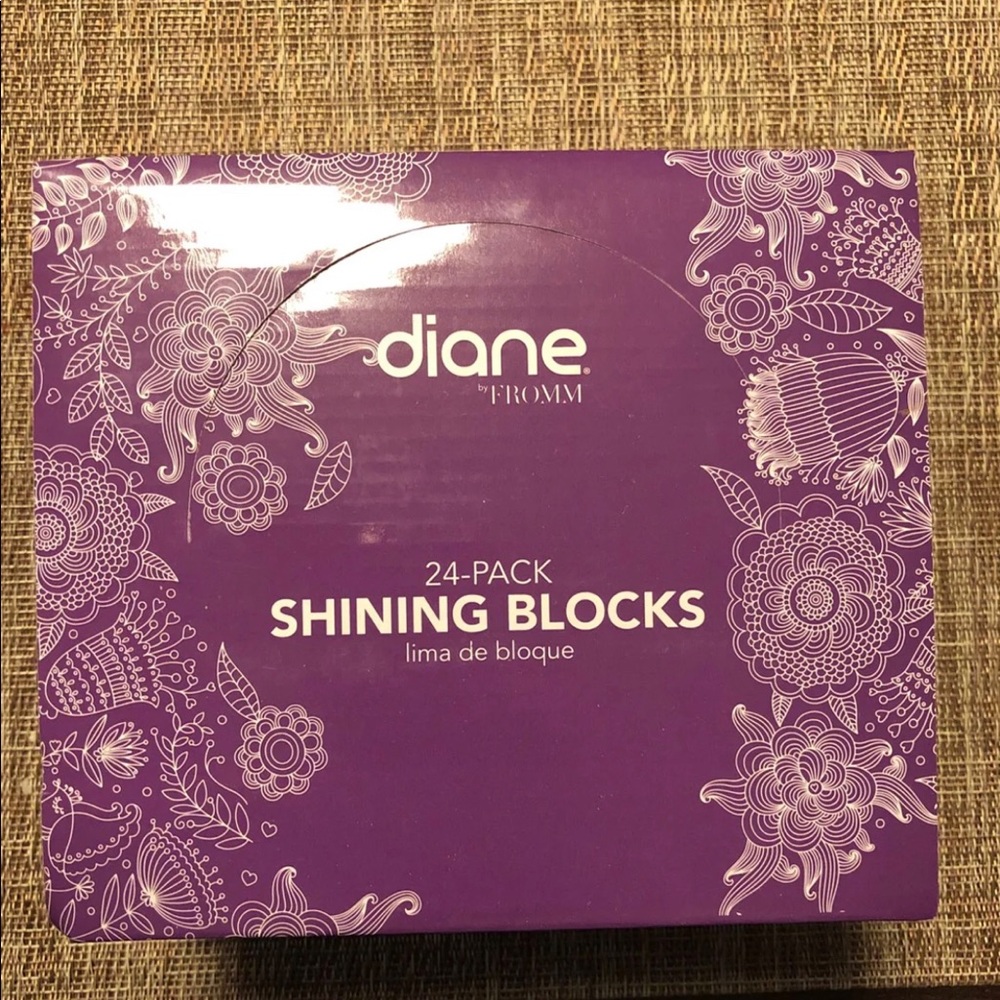 diane®
by FROMM
24-PACK
SHINING BLOCKS
lima de bloque